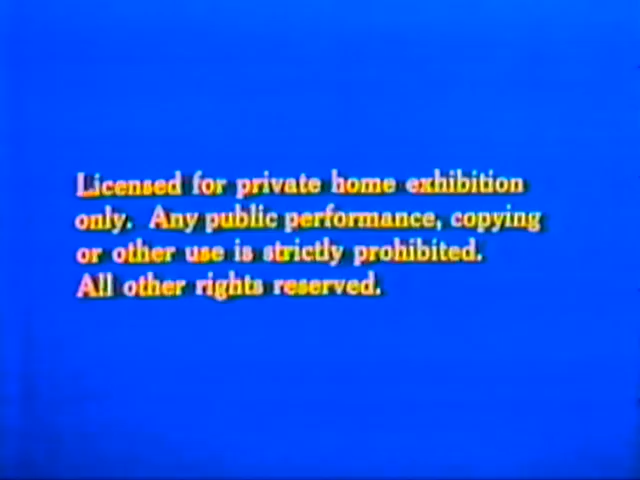 Licensed for private home exhibition
only. Any public performance, copying
or other use is strictly prohibited.
All other rights reserved.